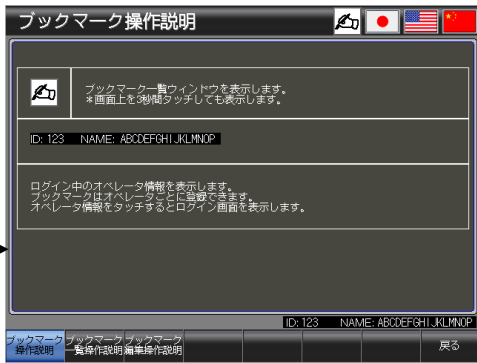 ブックマーク操作説明
ブックマーク一覧ウィンドウを表示します。
*画面上を3秒間タッチしても表示します。
ID: 123 NAME: ABCDEFGHIJKLMNOP
ログイン中のオペレータ情報を表示します。
ブックマークはオペレータごとに登録できます。
オペレータ情報をタッチするとログイン画面を表示します。
ID: 123 NAME: ABCDEFGHIJKLMNOP
ブックマーク
操作説明
ブックマーク
一覧操作説明
ブックマーク
編集操作説明
戻る